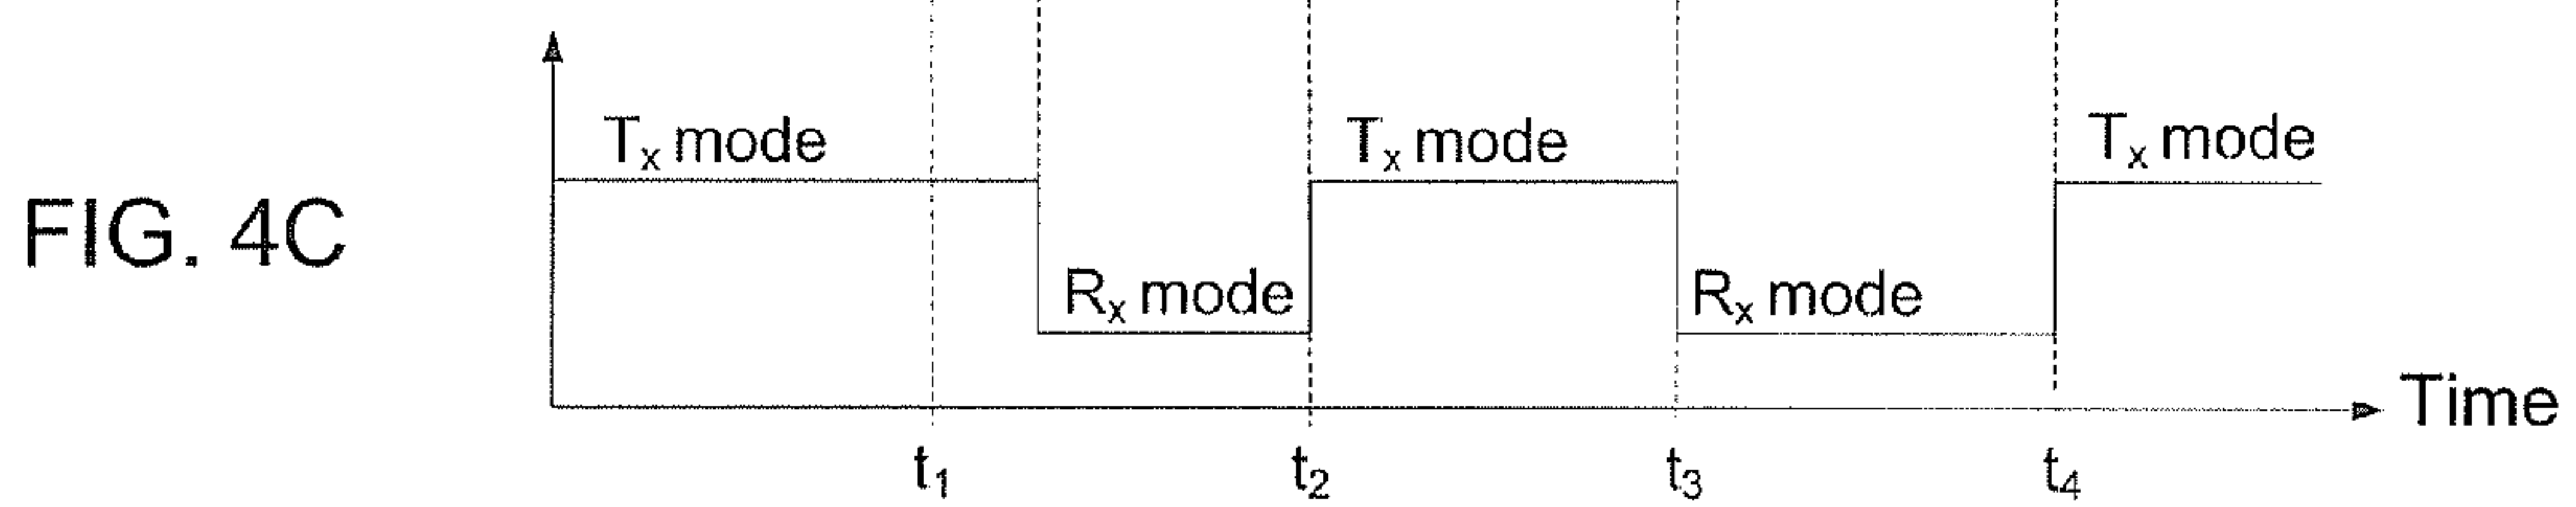 Tx mode
Tx mode
Tx mode
FIG. 4C
Rx mode
Rx mode
Time
t1
t2
t3
t4